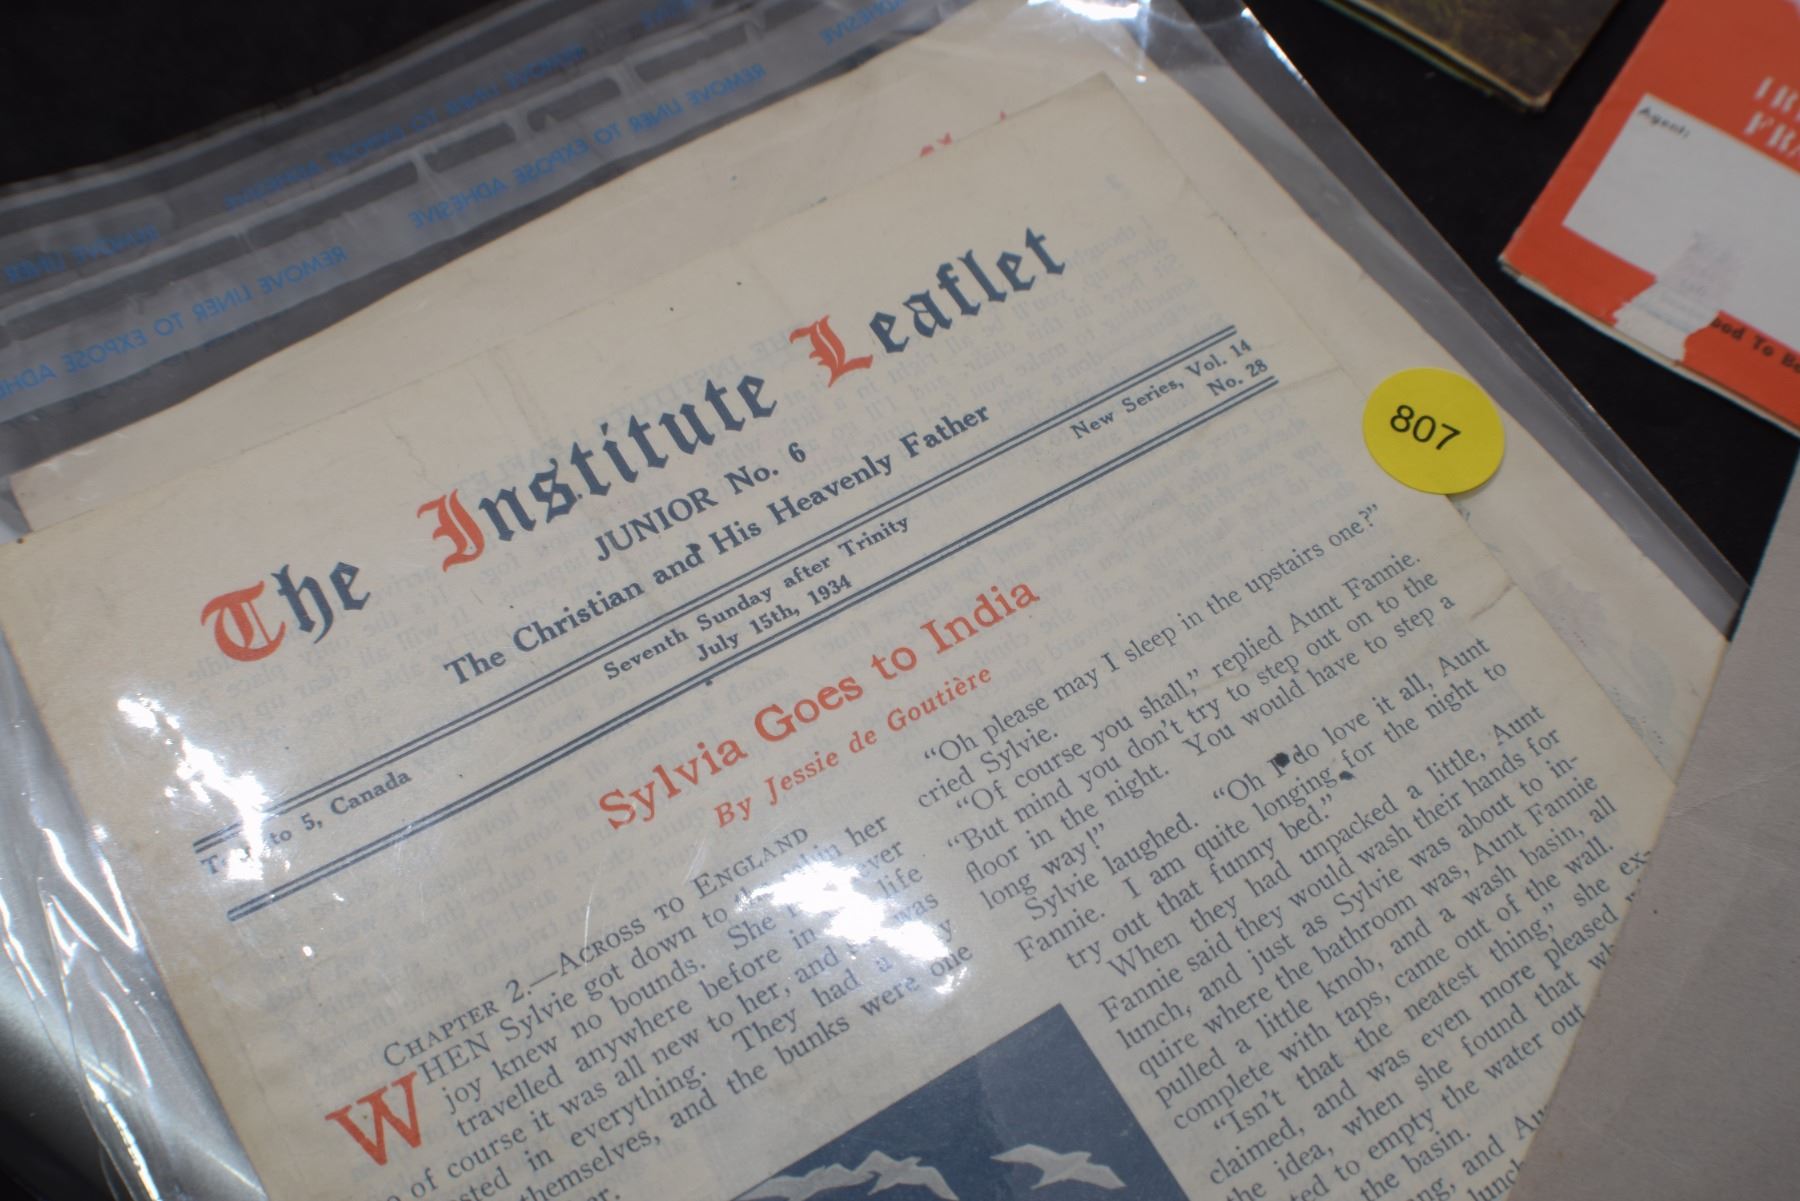 The Institute Leaflet
JUNIOR No. 6
The Christian and His Heavenly Father
New Series, Vol. 14
No. 28
Seventh Sunday after Trinity
July 15th, 1934
to 5, Canada
Sylvia Goes to India
By Jessie de Goutière
CHAPTER 2.—ACROSS TO ENGLAND
WHEN Sylvie got down to her
joy knew no bounds. She
travelled anywhere before in life
of course it was all new to her, and was
in everything. They had a
themselves, and the bunks were one
“Oh please may I sleep in the upstairs one?”
cried Sylvie.
“Of course you shall,” replied Aunt Fannie.
“But mind you don’t try to step out on to the
floor in the night. You would have to step a
long way!”
Sylvie laughed. “Oh I do love it all, Aunt
Fannie. I am quite longing for the night to
try out that funny bed.”
When they had unpacked a little, Aunt
Fannie said they would wash their hands for
lunch, and just as Sylvie was about to in-
quire where the bathroom was, Aunt Fannie
pulled a little knob, and a wash basin, all
complete with taps, came out of the wall.
“Isn’t that the neatest thing,” she ex-
claimed, and was even more pleased
idea, when she found that
to empty the water out
the basin.
and
807
Agent:
To
REMOVE LINER TO EXPOSE ADHESIVE
REMOVE LINER TO EXPOSE ADHESIVE